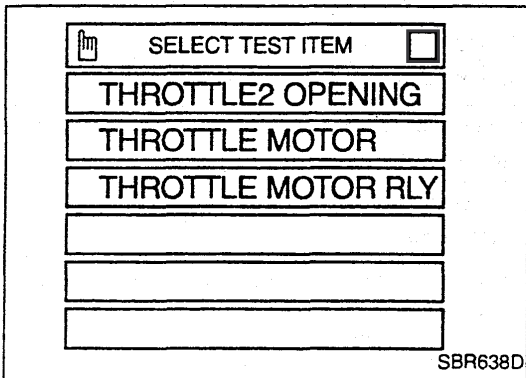 SELECT TEST ITEM
THROTTLE2 OPENING
THROTTLE MOTOR
THROTTLE MOTOR RLY
SBR638D